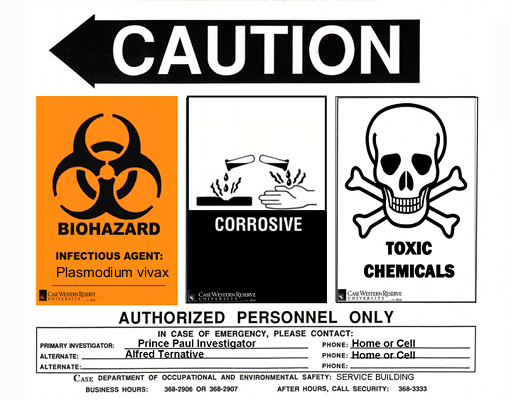 CAUTION
BIOHAZARD
INFECTIOUS AGENT:
Plasmodium vivax
CASE WESTERN RESERVE
UNIVERSITY
CORROSIVE
CASE WESTERN RESERVE
UNIVERSITY
TOXIC
CHEMICALS
CASE WESTERN RESERVE
UNIVERSITY
AUTHORIZED PERSONNEL ONLY
IN CASE OF EMERGENCY, PLEASE CONTACT:
PRIMARY INVESTIGATOR: Prince Paul Investigator PHONE: Home or Cell
ALTERNATE: Alfred Ternative PHONE: Home or Cell
ALTERNATE: PHONE:
CASE DEPARTMENT OF OCCUPATIONAL AND ENVIRONMENTAL SAFETY: SERVICE BUILDING
BUSINESS HOURS: 368-2906 OR 368-2907 AFTER HOURS, CALL SECURITY: 368-3333